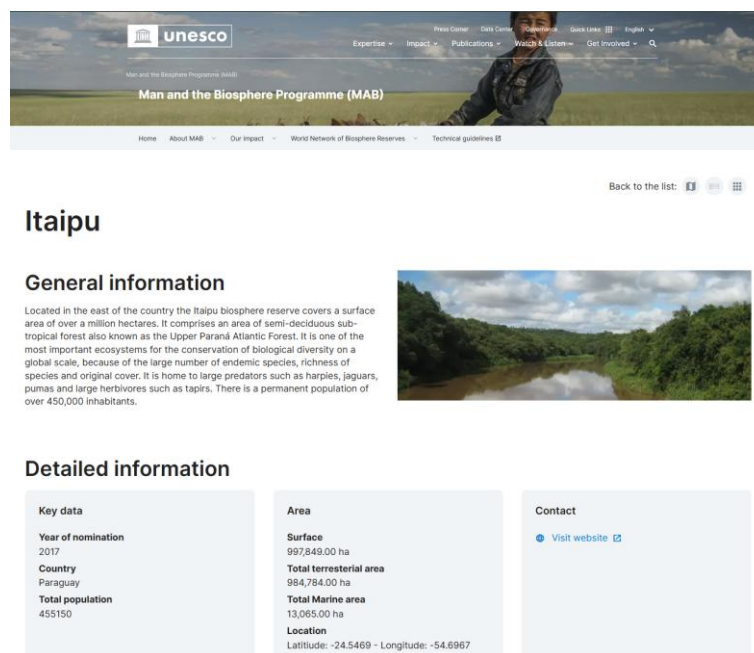 unesco
Press Corner Data Center Governance Quick Links English
Expertise Impact Publications Watch & Listen Get Involved
Man and the Biosphere Programme (MAB)
Man and the Biosphere Programme (MAB)
Home About MAB Our Impact World Network of Biosphere Reserves Technical guidelines
Back to the list:
Itaipu
General information
Located in the east of the country the Itaipu biosphere reserve covers a surface
area of over a million hectares. It comprises an area of semi-deciduous sub-
tropical forest also known as the Upper Paraná Atlantic Forest. It is one of the
most important ecosystems for the conservation of biological diversity on a
global scale, because of the large number of endemic species, richness of
species and original cover. It is home to large predators such as harpies, jaguars,
pumas and large herbivores such as tapirs. There is a permanent population of
over 450,000 inhabitants.
Detailed information
Key data
Year of nomination
2017
Country
Paraguay
Total population
455150
Area
Surface
997,849.00 ha
Total terresterial area
984,784.00 ha
Total Marine area
13,065.00 ha
Location
Latitiude: -24.5469 - Longitude: -54.6967
Contact
Visit website